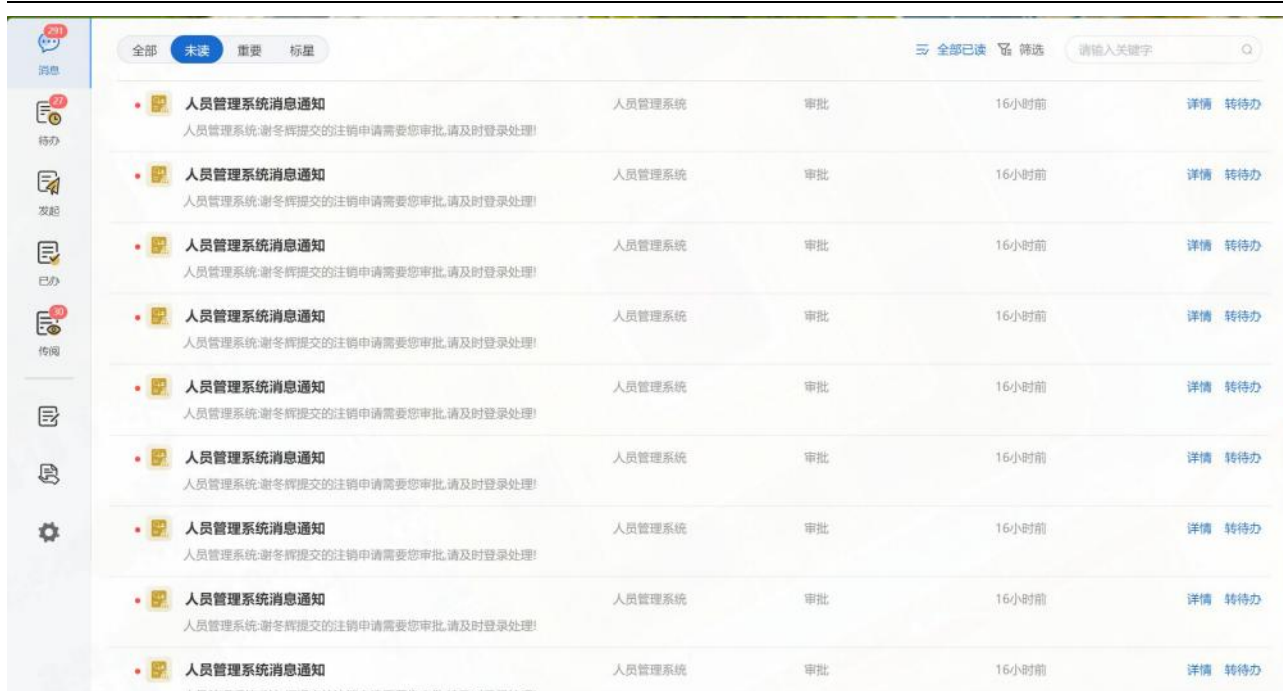 291
消息
27
待办
发起
已办
30
传阅
全部 未读 重要 标星 全部已读 筛选 请输入关键字
人员管理系统消息通知 人员管理系统 审批 16小时前 详情 转待办
人员管理系统:谢冬辉提交的注销申请需要您审批,请及时登录处理!
人员管理系统消息通知 人员管理系统 审批 16小时前 详情 转待办
人员管理系统:谢冬辉提交的注销申请需要您审批,请及时登录处理!
人员管理系统消息通知 人员管理系统 审批 16小时前 详情 转待办
人员管理系统:谢冬辉提交的注销申请需要您审批,请及时登录处理!
人员管理系统消息通知 人员管理系统 审批 16小时前 详情 转待办
人员管理系统:谢冬辉提交的注销申请需要您审批,请及时登录处理!
人员管理系统消息通知 人员管理系统 审批 16小时前 详情 转待办
人员管理系统:谢冬辉提交的注销申请需要您审批,请及时登录处理!
人员管理系统消息通知 人员管理系统 审批 16小时前 详情 转待办
人员管理系统:谢冬辉提交的注销申请需要您审批,请及时登录处理!
人员管理系统消息通知 人员管理系统 审批 16小时前 详情 转待办
人员管理系统:谢冬辉提交的注销申请需要您审批,请及时登录处理!
人员管理系统消息通知 人员管理系统 审批 16小时前 详情 转待办
人员管理系统:谢冬辉提交的注销申请需要您审批,请及时登录处理!
人员管理系统消息通知 人员管理系统 审批 16小时前 详情 转待办